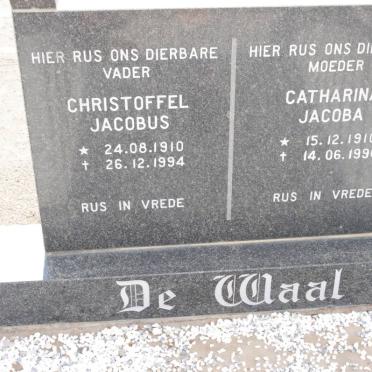 HIER RUS ONS DIERBARE
VADER
CHRISTOFFEL
JACOBUS
★ 24.08.1910
✝ 26.12.1994
RUS IN VREDE
HIER RUS ONS
MOEDER
CATHARINA
JACOBA
★ 15.12.191
✝ 14.06.199
RUS IN VREDE
De Waal